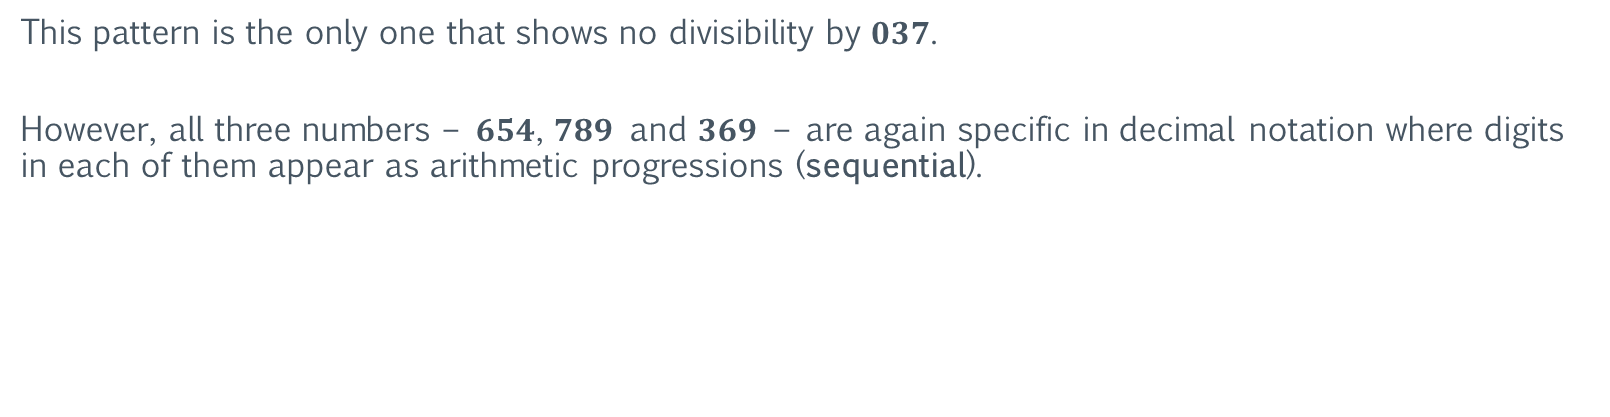 This pattern is the only one that shows no divisibility by 037.
However, all three numbers – 654, 789 and 369 – are again specific in decimal notation where digits
in each of them appear as arithmetic progressions (sequential).